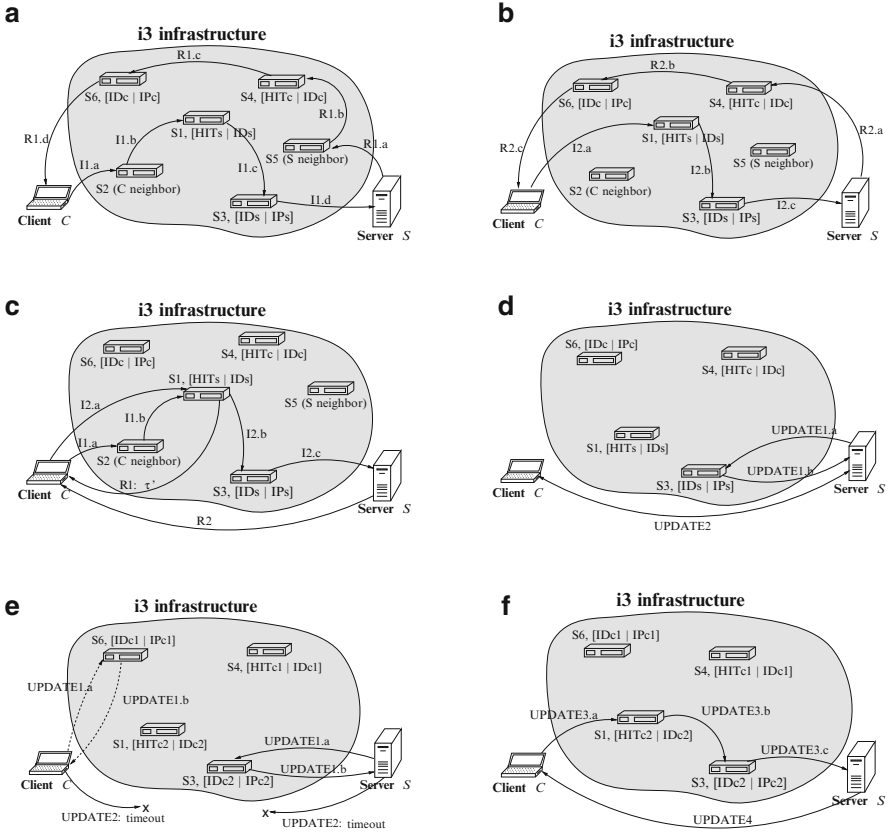 a
i3 infrastructure
R1.c
S6, [IDc | IPc]
S4, [HITc | IDc]
R1.d
I1.b
S1, [HITs | IDs]
R1.b
R1.a
I1.a
I1.c
S5 (S neighbor)
S2 (C neighbor)
I1.d
S3, [IDs | IPs]
Client C
Server S
b
i3 infrastructure
R2.b
S6, [IDc | IPc]
S4, [HITc | IDc]
R2.a
R2.c
I2.a
S1, [HITs | IDs]
S5 (S neighbor)
I2.b
S2 (C neighbor)
I2.c
S3, [IDs | IPs]
Client C
Server S
c
i3 infrastructure
S6, [IDc | IPc]
S4, [HITc | IDc]
S1, [HITs | IDs]
I2.a
S5 (S neighbor)
I1.b
I1.a
I2.b
S2 (C neighbor)
I2.c
R1: τ'
S3, [IDs | IPs]
Client C
Server S
R2
d
i3 infrastructure
S6, [IDc | IPc]
S4, [HITc | IDc]
UPDATE1.a
S1, [HITs | IDs]
UPDATE1.b
S3, [IDs | IPs]
Client C
Server S
UPDATE2
e
i3 infrastructure
S6, [IDc1 | IPc1]
S4, [HITc1 | IDc1]
UPDATE1.a
UPDATE1.b
S1, [HITc2 | IDc2]
UPDATE1.a
UPDATE1.b
S3, [IDc2 | IPc2]
Client C
Server S
x
x
UPDATE2: timeout
UPDATE2: timeout
f
i3 infrastructure
S6, [IDc1 | IPc1]
S4, [HITc1 | IDc1]
UPDATE3.a
UPDATE3.b
S1, [HITc2 | IDc2]
UPDATE3.c
S3, [IDc2 | IPc2]
Client C
Server S
UPDATE4